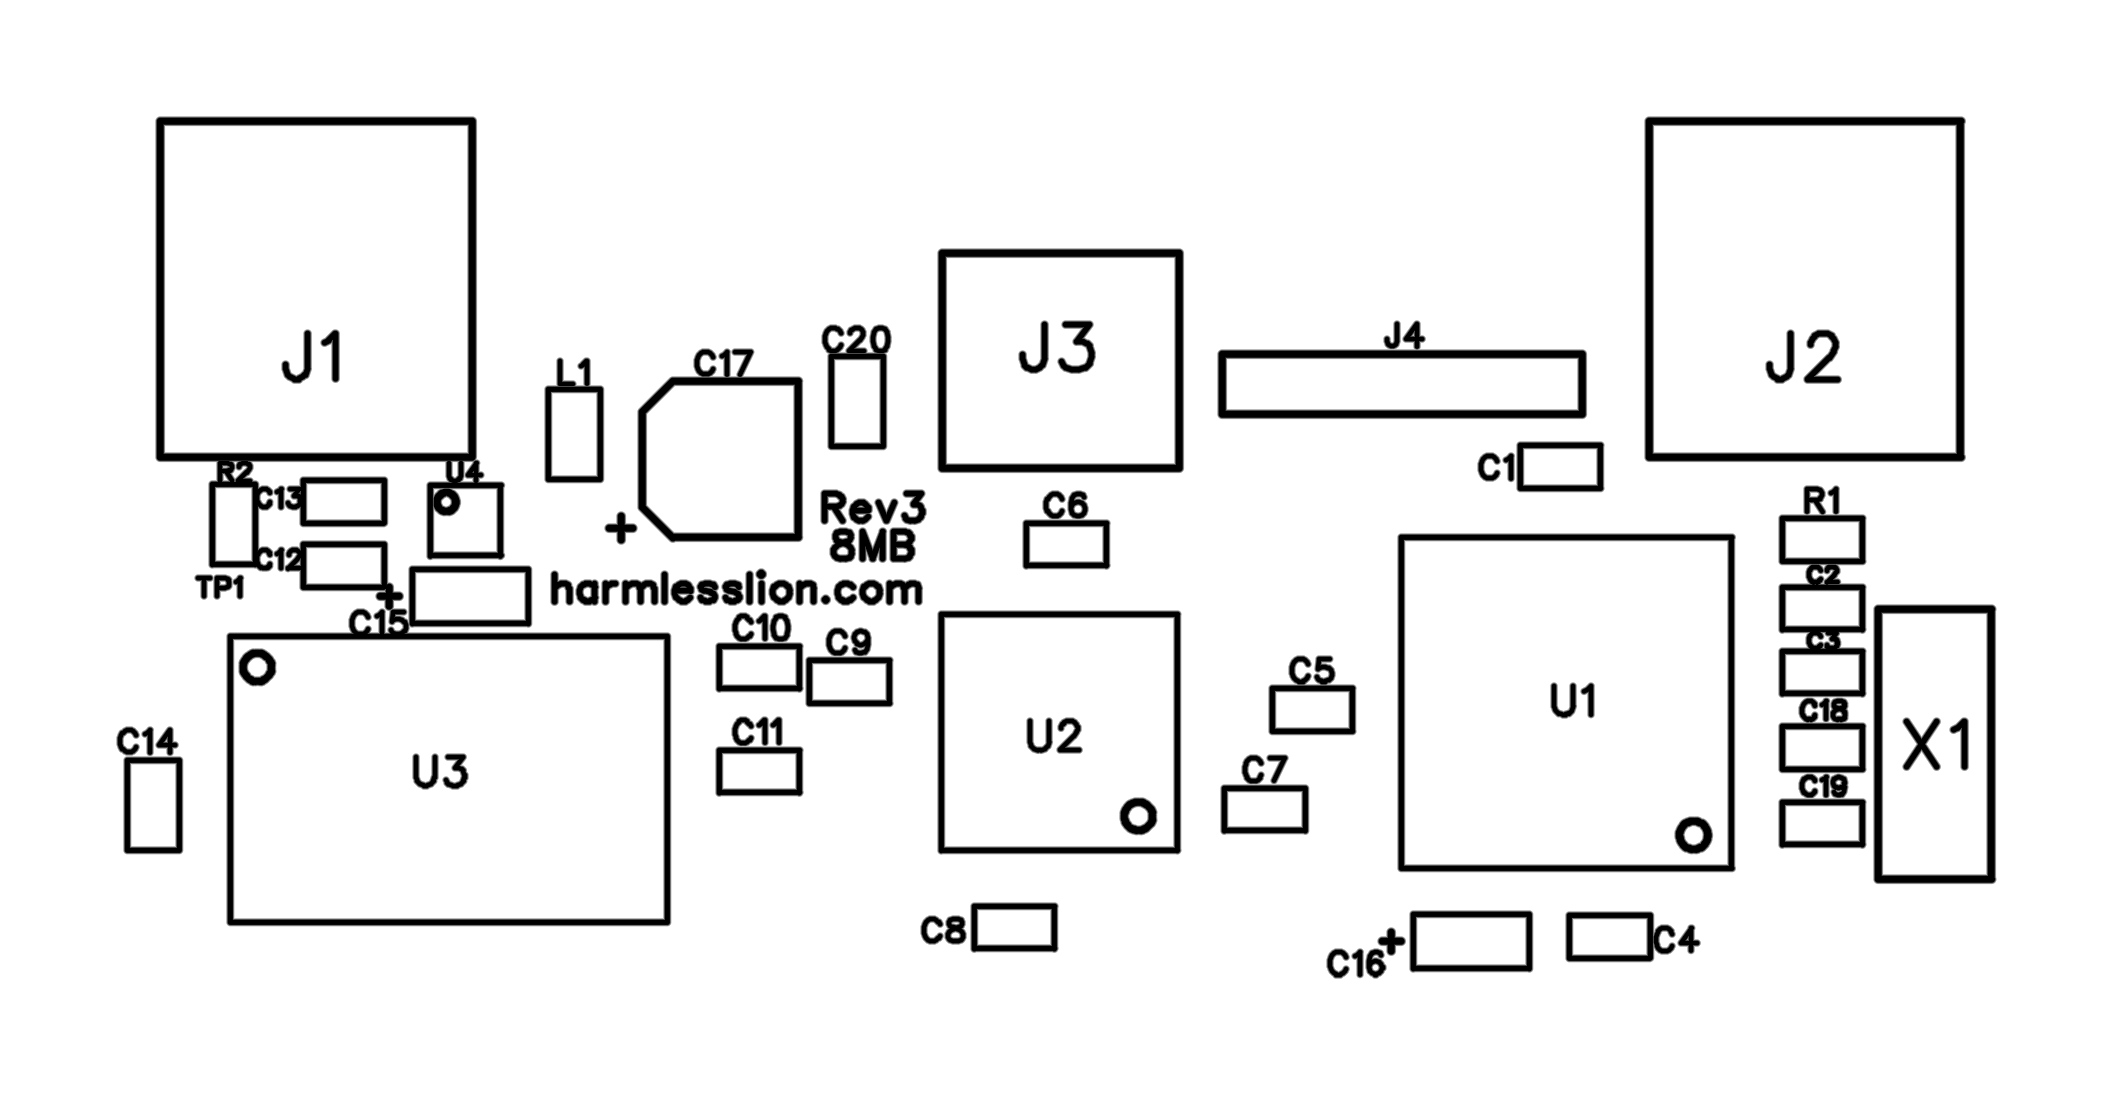 J1
J2
J3
J4
C20
C17
L1
C1
R2
U4
C13
C6
R1
Rev3
8MB
+
C12
TP1
harmlesslion.com
C2
+
C15
C10
C9
C3
C5
U1
C18
C14
C11
U2
X1
U3
C7
C19
C8
+
C16
C4